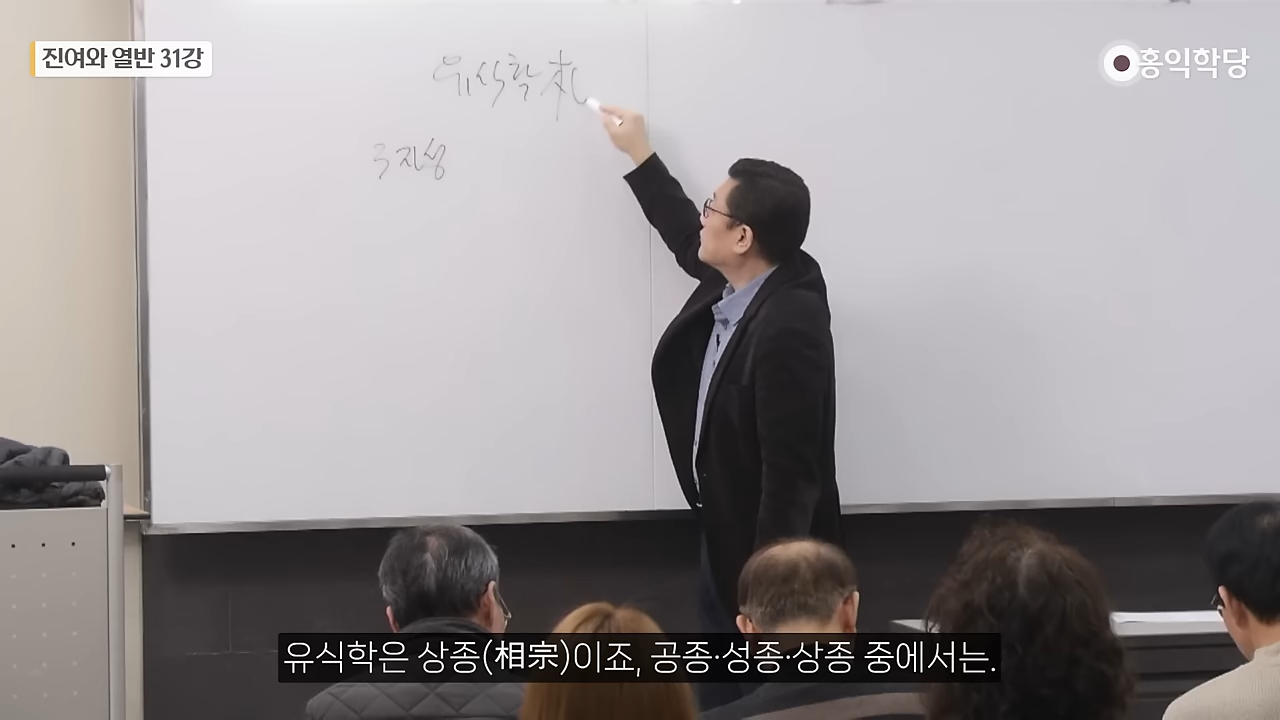 진여와 열반 31강
홍익학당
유식학
3지성
유식학은 상종(相宗)이죠, 공종·성종·상종 중에서는.